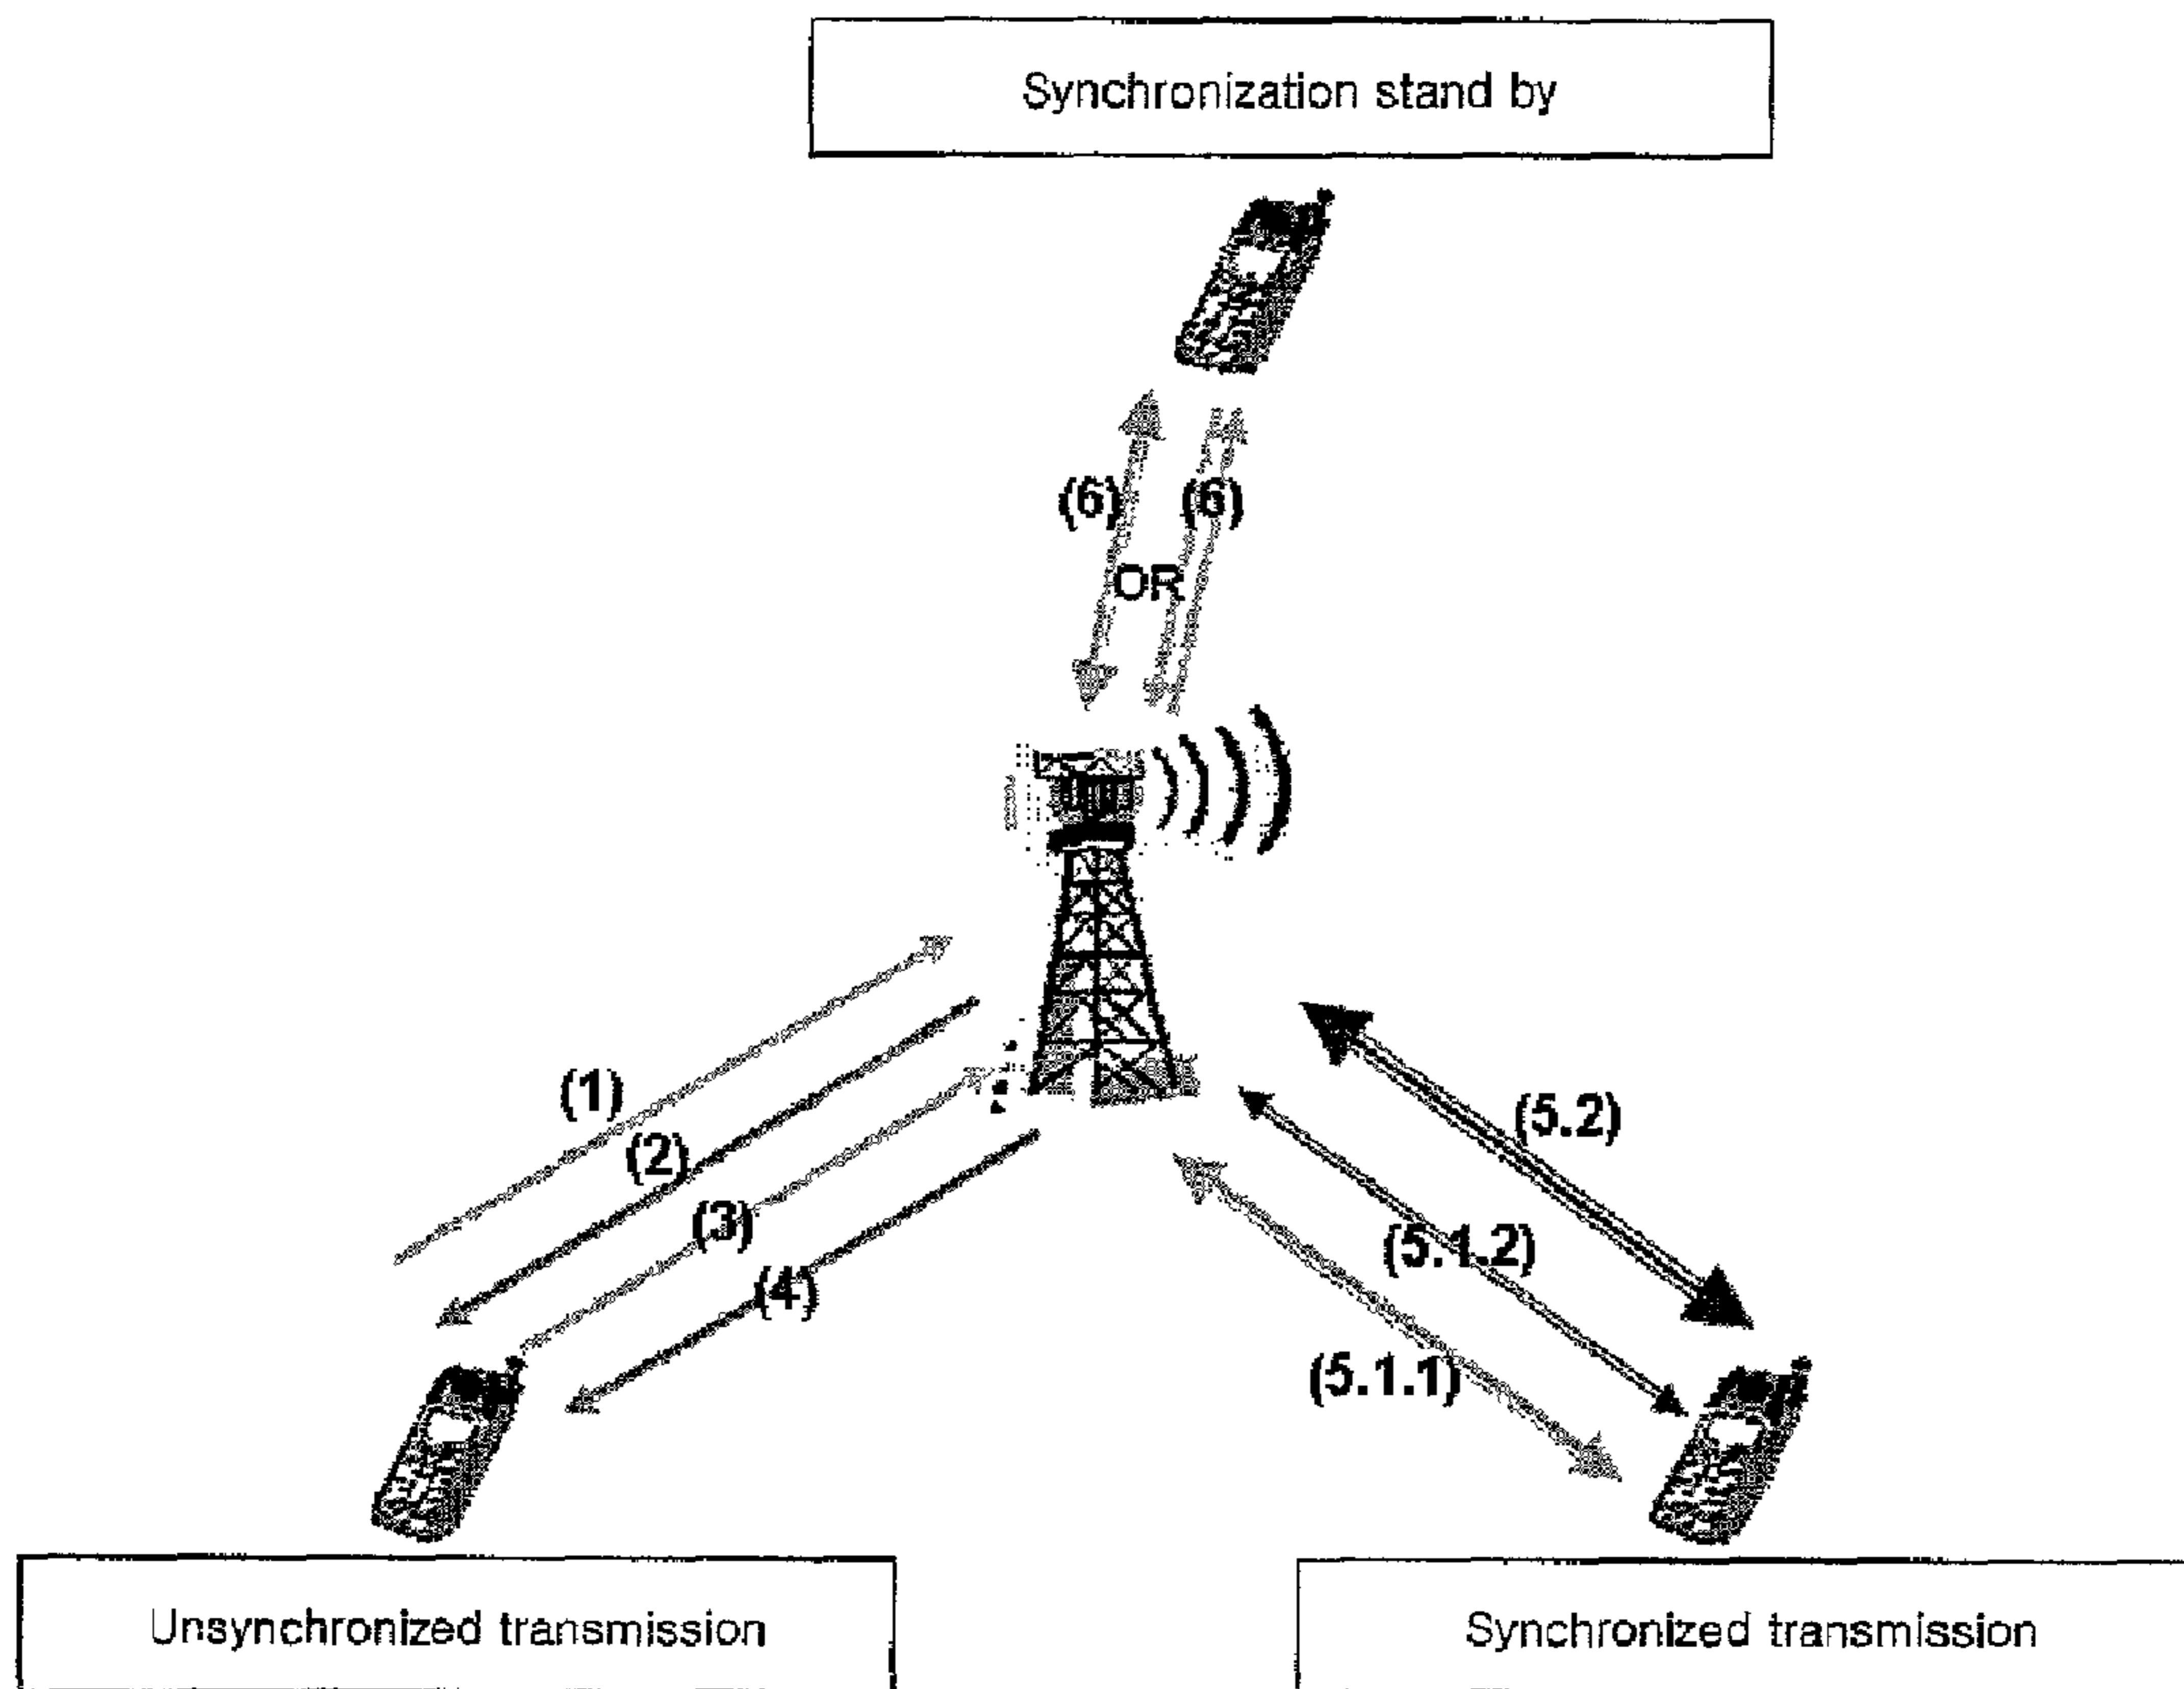 Synchronization stand by
(6) (6)
OR
(1)
(2)
(3)
(4)
(5.2)
(5.1.2)
(5.1.1)
Unsynchronized transmission
Synchronized transmission